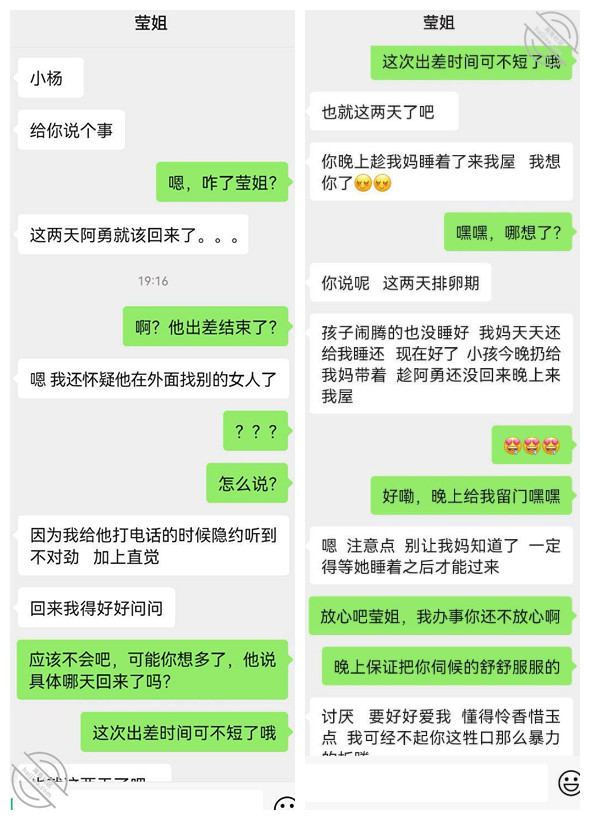 莹姐
小杨
给你说个事
嗯，咋了莹姐？
这两天阿勇就该回来了。。。
19:16
啊？他出差结束了？
嗯 我还怀疑他在外面找别的女人了
？？？
怎么说？
因为我给他打电话的时候隐约听到
不对劲 加上直觉
回来我得好好问问
应该不会吧，可能你想多了，他说
具体哪天回来了吗？
这次出差时间可不短了哦
莹姐
这次出差时间可不短了哦
也就这两天了吧
你晚上趁我妈睡着了来我屋 我想
你了
嘿嘿，哪想了？
你说呢 这两天排卵期
孩子闹腾的也没睡好 我妈天天还
给我睡还 现在好了 小孩今晚扔给
我妈带着 趁阿勇还没回来晚上来
我屋
好嘞，晚上给我留门嘿嘿
嗯 注意点 别让我妈知道了 一定
得等她睡着之后才能过来
放心吧莹姐，我办事你还不放心啊
晚上保证把你伺候的舒舒服服的
讨厌 要好好爱我 懂得怜香惜玉
点 我可经不起你这牲口那么暴力